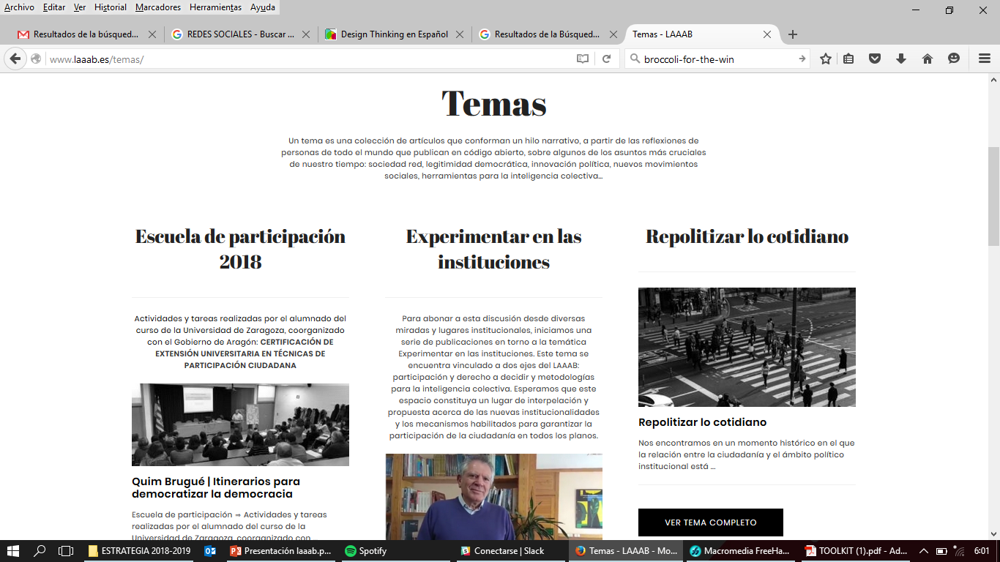 Archivo Editar Ver Historial Marcadores Herramientas Ayuda
Resultados de la búsqued...
REDES SOCIALES - Buscar ...
Design Thinking en Español
Resultados de la Búsqued...
Temas - LAAAB
www.laaab.es/temas/
broccoli-for-the-win
Temas
Un tema es una colección de artículos que conforman un hilo narrativo, a partir de las reflexiones de
personas de todo el mundo que publican en código abierto, sobre algunos de los asuntos más cruciales
de nuestro tiempo: sociedad red, legitimidad democrática, innovación política, nuevos movimientos
sociales, herramientas para la inteligencia colectiva...
Escuela de participación
2018
Actividades y tareas realizadas por el alumnado del
curso de la Universidad de Zaragoza, coorganizado
con el Gobierno de Aragón: CERTIFICACIÓN DE
EXTENSIÓN UNIVERSITARIA EN TÉCNICAS DE
PARTICIPACIÓN CIUDADANA
Quim Brugué | Itinerarios para
democratizar la democracia
Escuela de participación ⇒ Actividades y tareas
realizadas por el alumnado del curso de la
Universidad de Zaragoza, coorganizado con
Experimentar en las
instituciones
Para abonar a esta discusión desde diversas
miradas y lugares institucionales, iniciamos una
serie de publicaciones en torno a la temática
Experimentar en las instituciones. Este tema se
encuentra vinculado a dos ejes del LAAAB:
participación y derecho a decidir y metodologías
para la inteligencia colectiva. Esperamos que este
espacio constituya un lugar de interpelación y
propuesta acerca de las nuevas institucionalidades
y los mecanismos habilitados para garantizar la
participación de la ciudadanía en todos los planos.
Repolitizar lo cotidiano
Repolitizar lo cotidiano
Nos encontramos en un momento histórico en el que
la relación entre la ciudadanía y el ámbito político
institucional está ...
VER TEMA COMPLETO
ESTRATEGIA 2018-2019
Presentación laaab.p...
Spotify
Conectarse | Slack
Temas - LAAAB - Mo...
Macromedia FreeHa...
TOOLKIT (1).pdf - Ad...
6:01